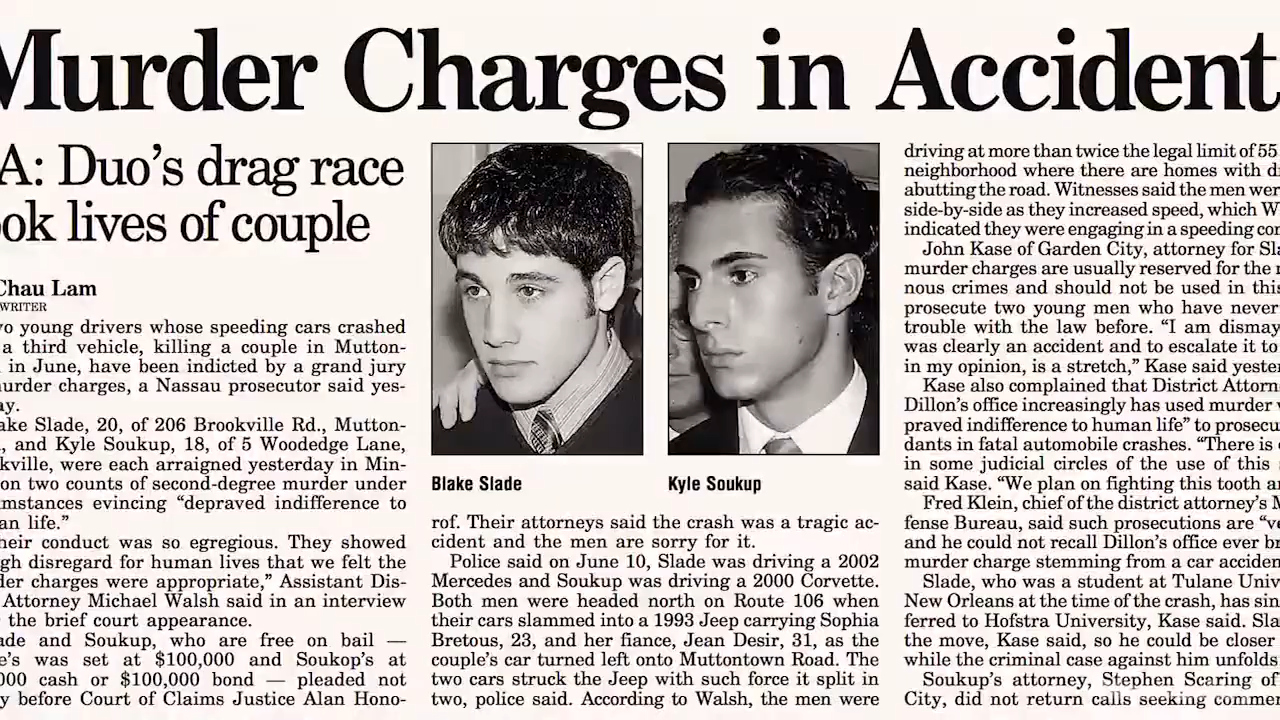 Murder Charges in Accident
A: Duo's drag race
ok lives of couple
Chau Lam
WRITER
vo young drivers whose speeding cars crashed
a third vehicle, killing a couple in Mutton-
in June, have been indicted by a grand jury
urder charges, a Nassau prosecutor said yes-
ay.
ake Slade, 20, of 206 Brookville Rd., Mutton-
, and Kyle Soukup, 18, of 5 Woodedge Lane,
kville, were each arraigned yesterday in Min-
on two counts of second-degree murder under
mstances evincing "depraved indifference to
an life."
heir conduct was so egregious. They showed
gh disregard for human lives that we felt the
der charges were appropriate," Assistant Dis-
Attorney Michael Walsh said in an interview
the brief court appearance.
ade and Soukup, who are free on bail —
e's was set at $100,000 and Soukop's at
000 cash or $100,000 bond — pleaded not
y before Court of Claims Justice Alan Hono-
Blake Slade
Kyle Soukup
rof. Their attorneys said the crash was a tragic ac-
cident and the men are sorry for it.
Police said on June 10, Slade was driving a 2002
Mercedes and Soukup was driving a 2000 Corvette.
Both men were headed north on Route 106 when
their cars slammed into a 1993 Jeep carrying Sophia
Bretous, 23, and her fiance, Jean Desir, 31, as the
couple's car turned left onto Muttontown Road. The
two cars struck the Jeep with such force it split in
two, police said. According to Walsh, the men were
driving at more than twice the legal limit of 55
neighborhood where there are homes with dr
abutting the road. Witnesses said the men were
side-by-side as they increased speed, which W
indicated they were engaging in a speeding con
John Kase of Garden City, attorney for Sla
murder charges are usually reserved for the m
nous crimes and should not be used in this
prosecute two young men who have never
trouble with the law before. "I am dismay
was clearly an accident and to escalate it to
in my opinion, is a stretch," Kase said yester
Kase also complained that District Attorn
Dillon's office increasingly has used murder w
praved indifference to human life" to prosecu
dants in fatal automobile crashes. "There is
in some judicial circles of the use of this
said Kase. "We plan on fighting this tooth an
Fred Klein, chief of the district attorney's M
fense Bureau, said such prosecutions are "ve
and he could not recall Dillon's office ever br
murder charge stemming from a car acciden
Slade, who was a student at Tulane Univ
New Orleans at the time of the crash, has sin
ferred to Hofstra University, Kase said. Sla
the move, Kase said, so he could be closer
while the criminal case against him unfolds
Soukup's attorney, Stephen Scaring of
City, did not return calls seeking comme